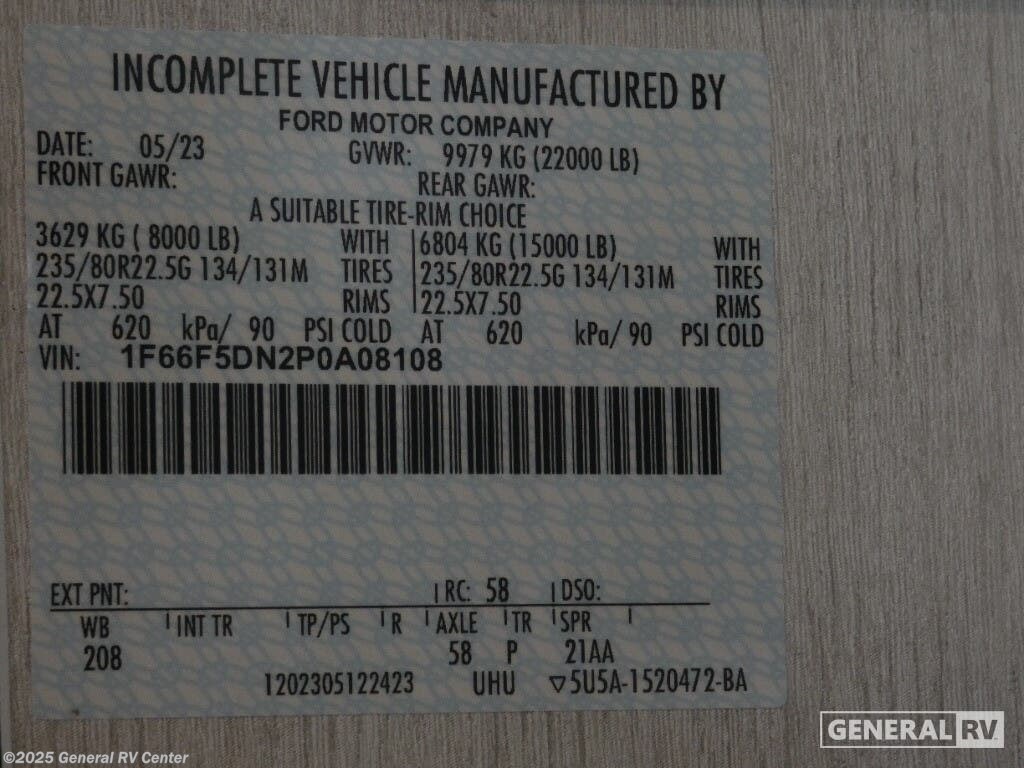 INCOMPLETE VEHICLE MANUFACTURED BY
FORD MOTOR COMPANY
DATE: 05/23 GVWR: 9979 KG (22000 LB)
FRONT GAWR: REAR GAWR:
A SUITABLE TIRE-RIM CHOICE
3629 KG ( 8000 LB) WITH 6804 KG (15000 LB) WITH
235/80R22.5G 134/131M TIRES 235/80R22.5G 134/131M TIRES
22.5X7.50 RIMS 22.5X7.50 RIMS
AT 620 kPa/ 90 PSI COLD AT 620 kPa/ 90 PSI COLD
VIN: 1F66F5DN2P0A08108
EXT PNT: RC: 58 DSO:
WB INT TR TP/PS R AXLE TR SPR
208 58 P 21AA
1202305122423 UHU ▽5U5A-1520472-BA
GENERAL RV
©2025 General RV Center